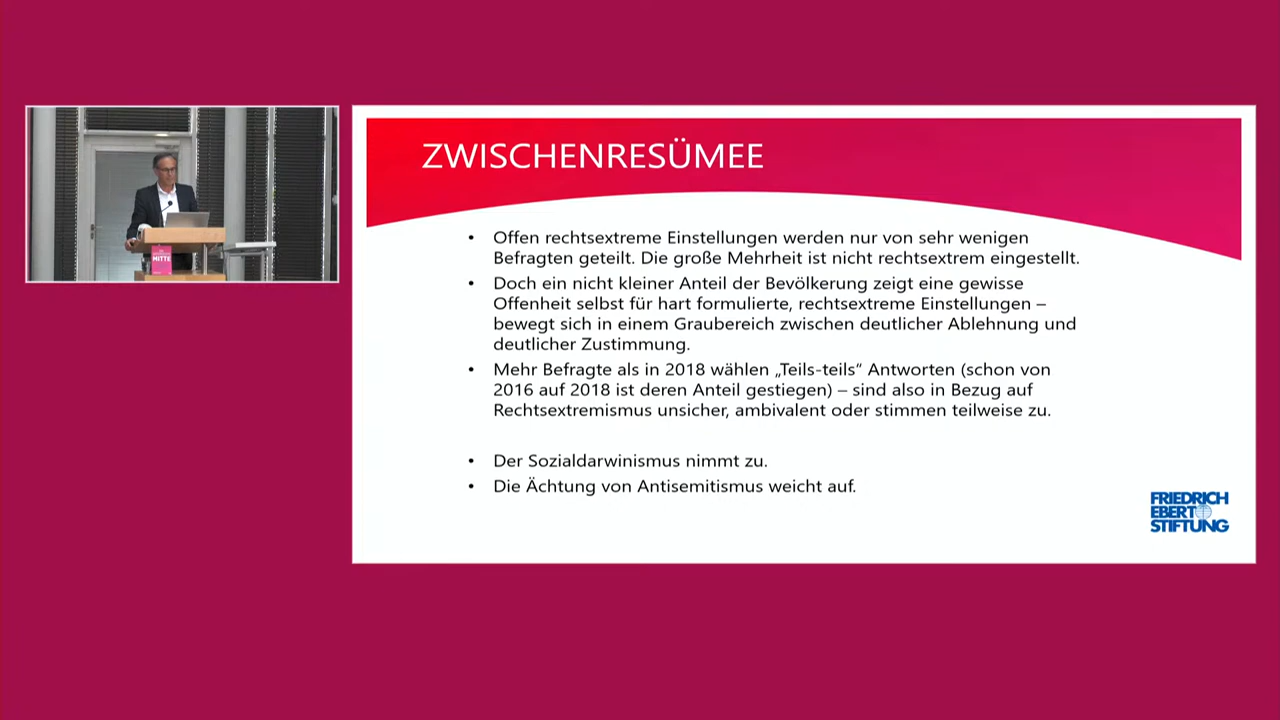 MITTE
ZWISCHENRESÜMEE
• Offen rechtsextreme Einstellungen werden nur von sehr wenigen
Befragten geteilt. Die große Mehrheit ist nicht rechtsextrem eingestellt.
• Doch ein nicht kleiner Anteil der Bevölkerung zeigt eine gewisse
Offenheit selbst für hart formulierte, rechtsextreme Einstellungen –
bewegt sich in einem Graubereich zwischen deutlicher Ablehnung und
deutlicher Zustimmung.
• Mehr Befragte als in 2018 wählen „Teils-teils“ Antworten (schon von
2016 auf 2018 ist deren Anteil gestiegen) – sind also in Bezug auf
Rechtsextremismus unsicher, ambivalent oder stimmen teilweise zu.
• Der Sozialdarwinismus nimmt zu.
• Die Ächtung von Antisemitismus weicht auf.
FRIEDRICH
EBERT
STIFTUNG